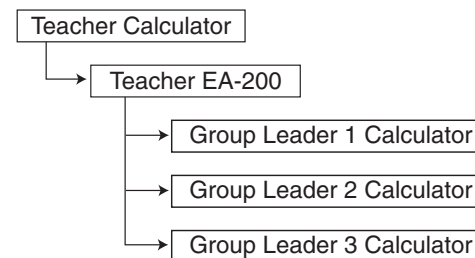 Teacher Calculator
Teacher EA-200
Group Leader 1 Calculator
Group Leader 2 Calculator
Group Leader 3 Calculator